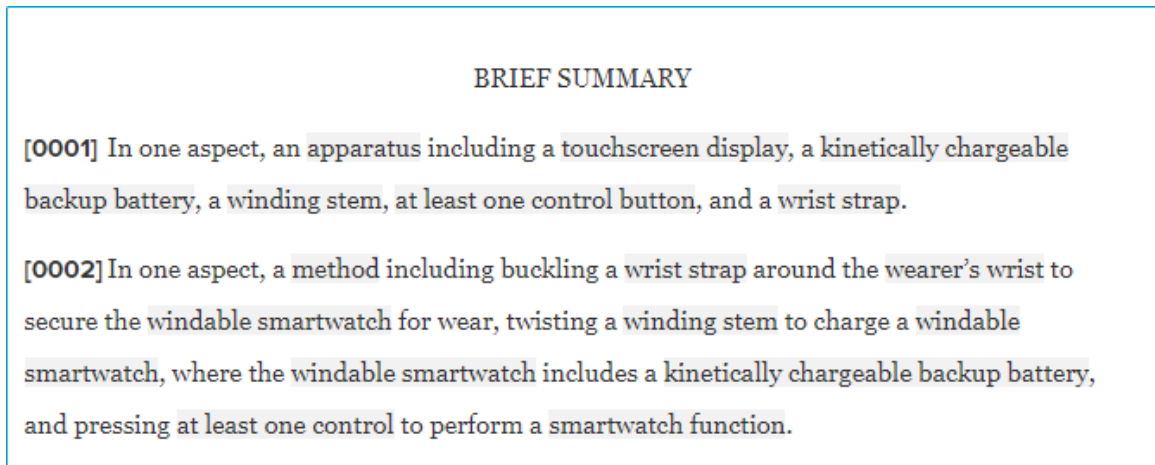 BRIEF SUMMARY
[0001] In one aspect, an apparatus including a touchscreen display, a kinetically chargeable
backup battery, a winding stem, at least one control button, and a wrist strap.
[0002] In one aspect, a method including buckling a wrist strap around the wearer’s wrist to
secure the windable smartwatch for wear, twisting a winding stem to charge a windable
smartwatch, where the windable smartwatch includes a kinetically chargeable backup battery,
and pressing at least one control to perform a smartwatch function.